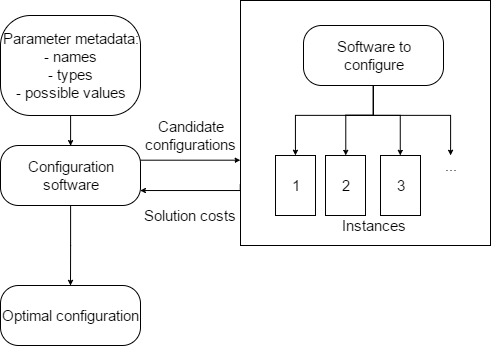 Parameter metadata:
- names
- types
- possible values
Software to
configure
Candidate
configurations
Configuration
software
1
2
3
...
Solution costs
Instances
Optimal configuration